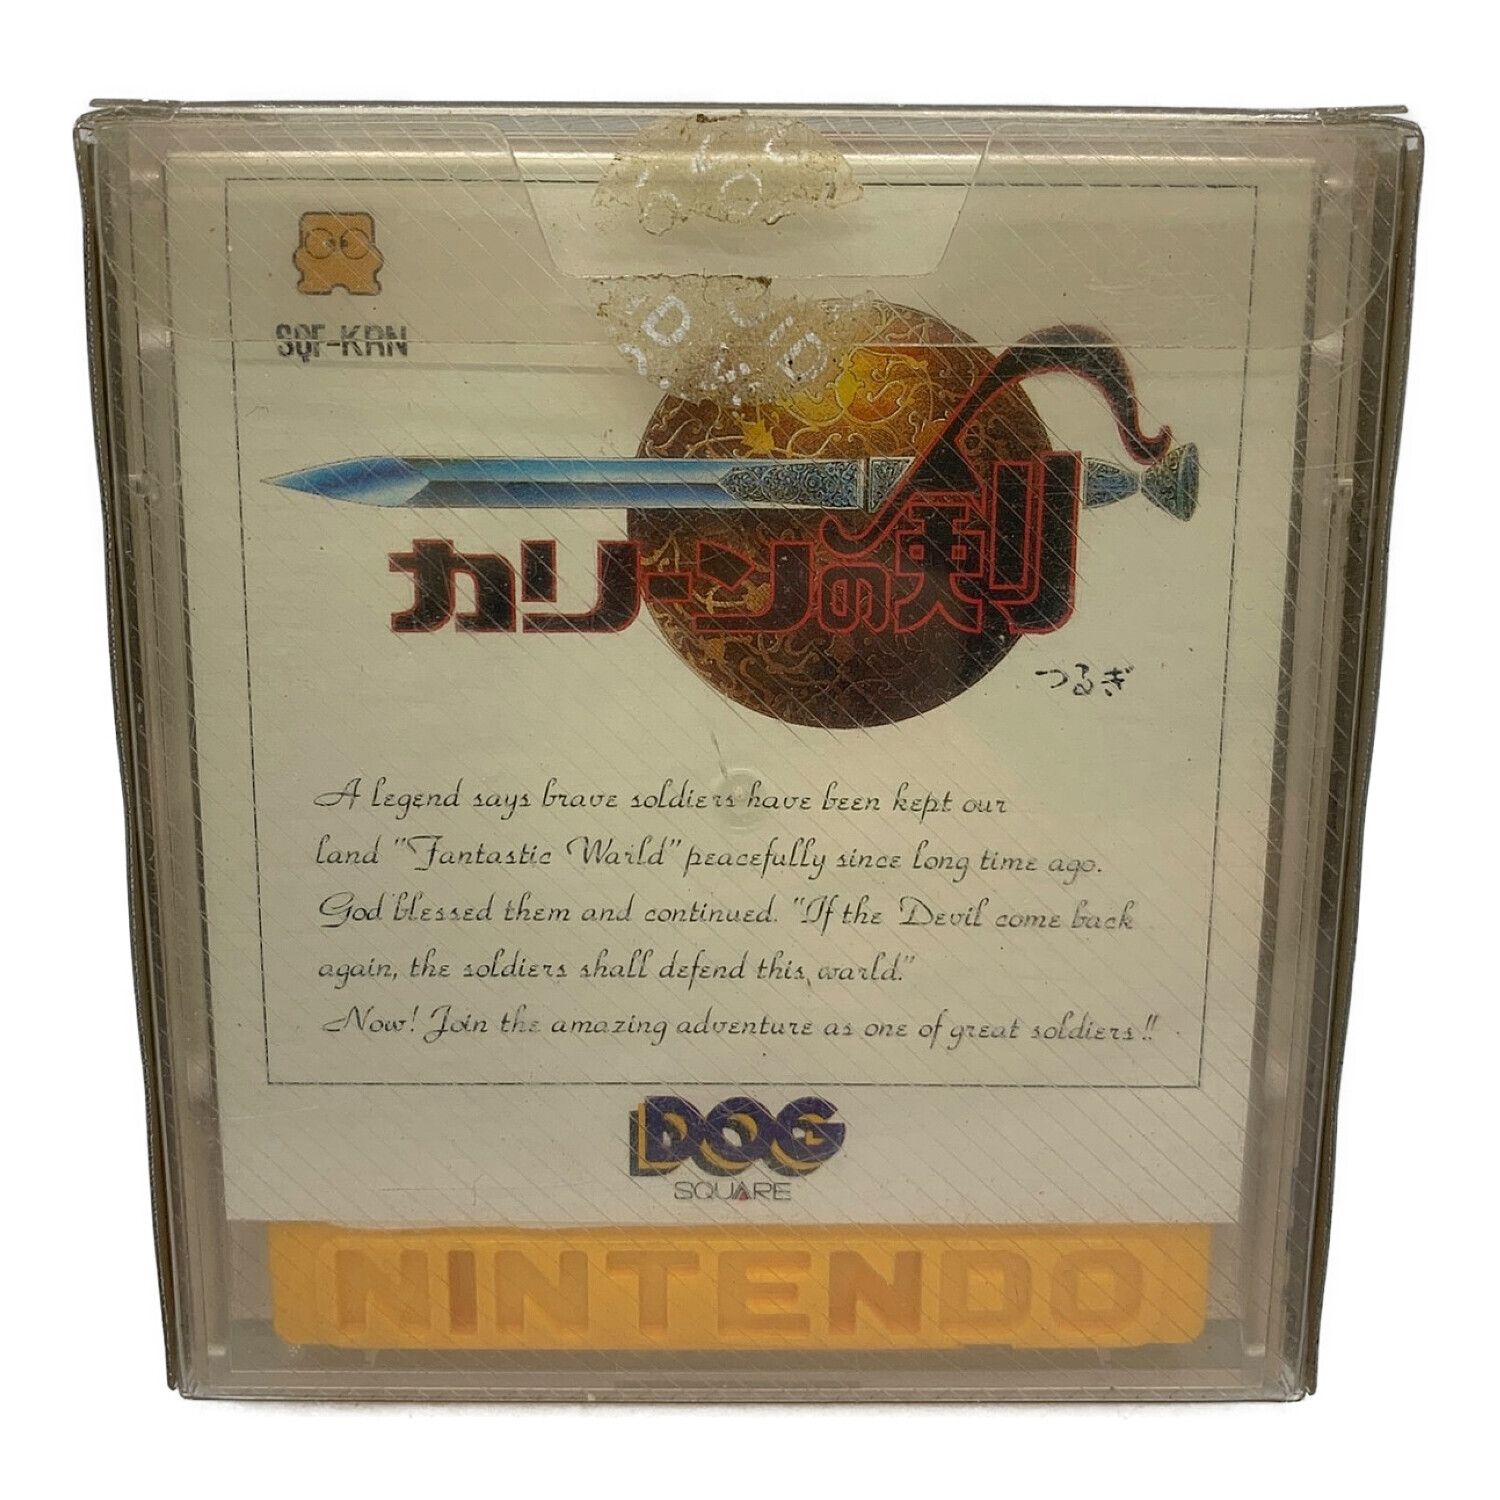 SQF-KRN
カリーンの剣
つるぎ
A legend says brave soldiers have been kept our
land "Fantastic Warld" peacefully since long time ago.
God blessed them and continued. "If the Devil come back
again, the soldiers shall defend this warld."
Now! Join the amazing adventure as one of great soldiers!!
DOG
SQUARE
NINTENDO